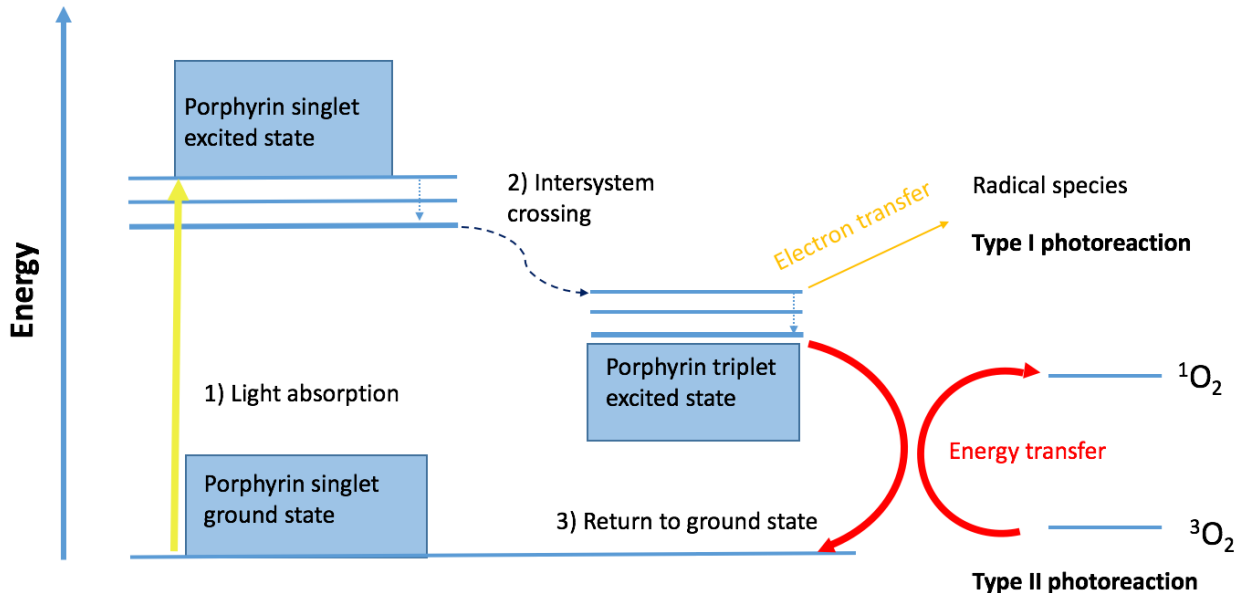 Energy
Porphyrin singlet
excited state
2) Intersystem
crossing
Electron transfer
Radical species
Type I photoreaction
1) Light absorption
Porphyrin triplet
excited state
¹O₂
Energy transfer
Porphyrin singlet
ground state
3) Return to ground state
³O₂
Type II photoreaction